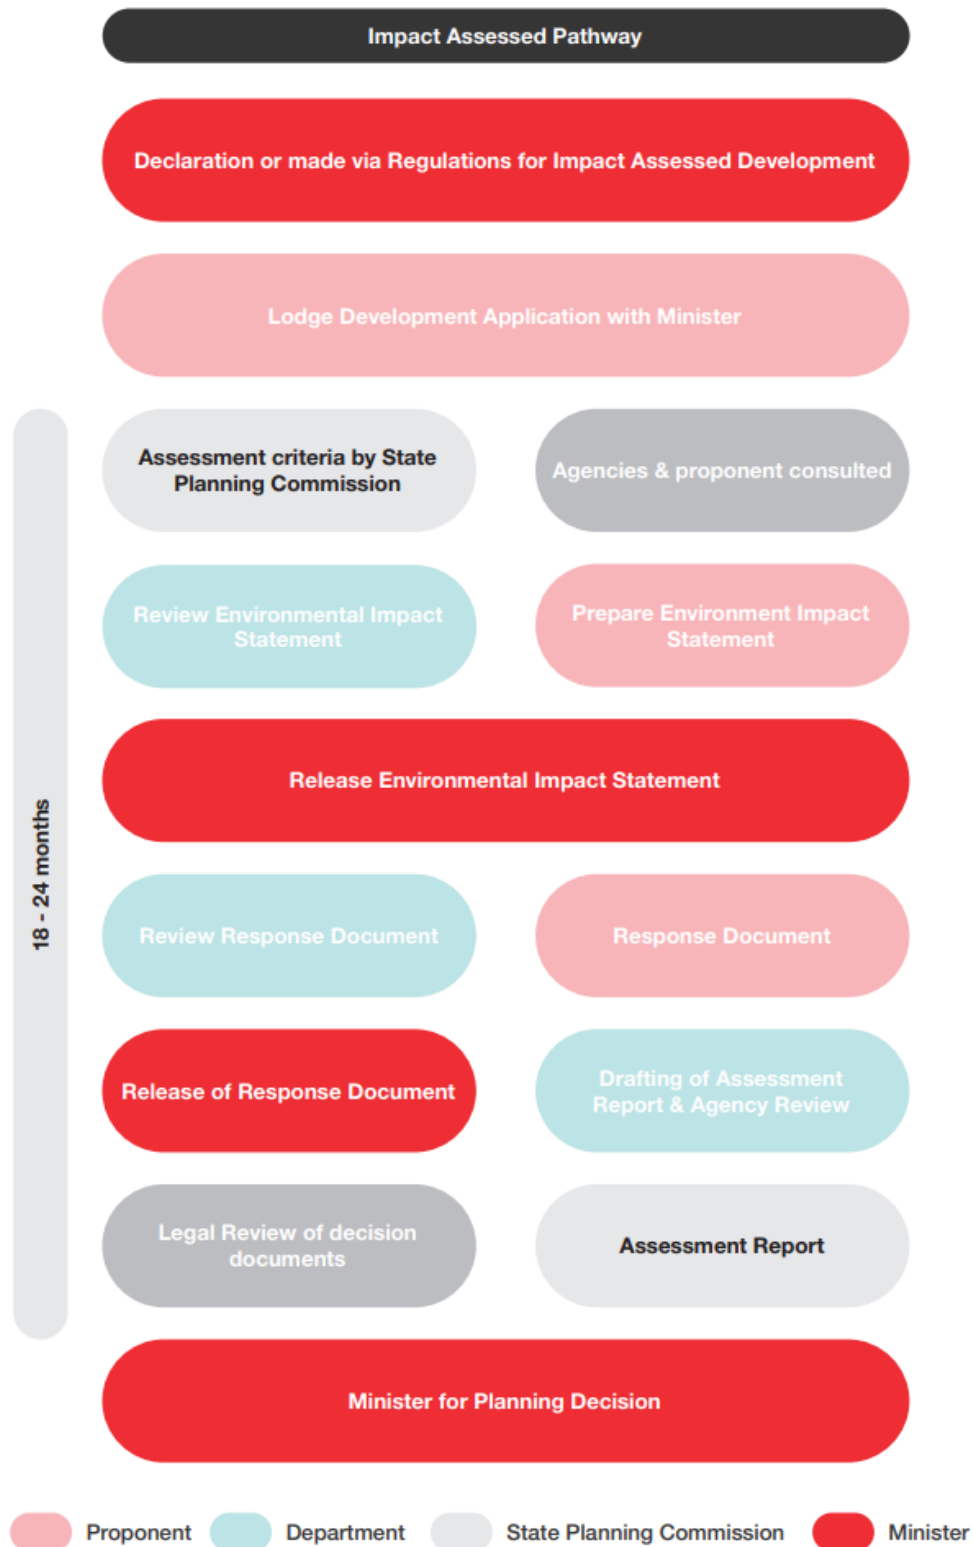 Impact Assessed Pathway
Declaration or made via Regulations for Impact Assessed Development
Lodge Development Application with Minister
Assessment criteria by State
Planning Commission
Agencies & proponent consulted
Review Environmental Impact
Statement
Prepare Environment Impact
Statement
Release Environmental Impact Statement
18 - 24 months
Review Response Document
Response Document
Release of Response Document
Drafting of Assessment
Report & Agency Review
Legal Review of decision
documents
Assessment Report
Minister for Planning Decision
Proponent
Department
State Planning Commission
Minister